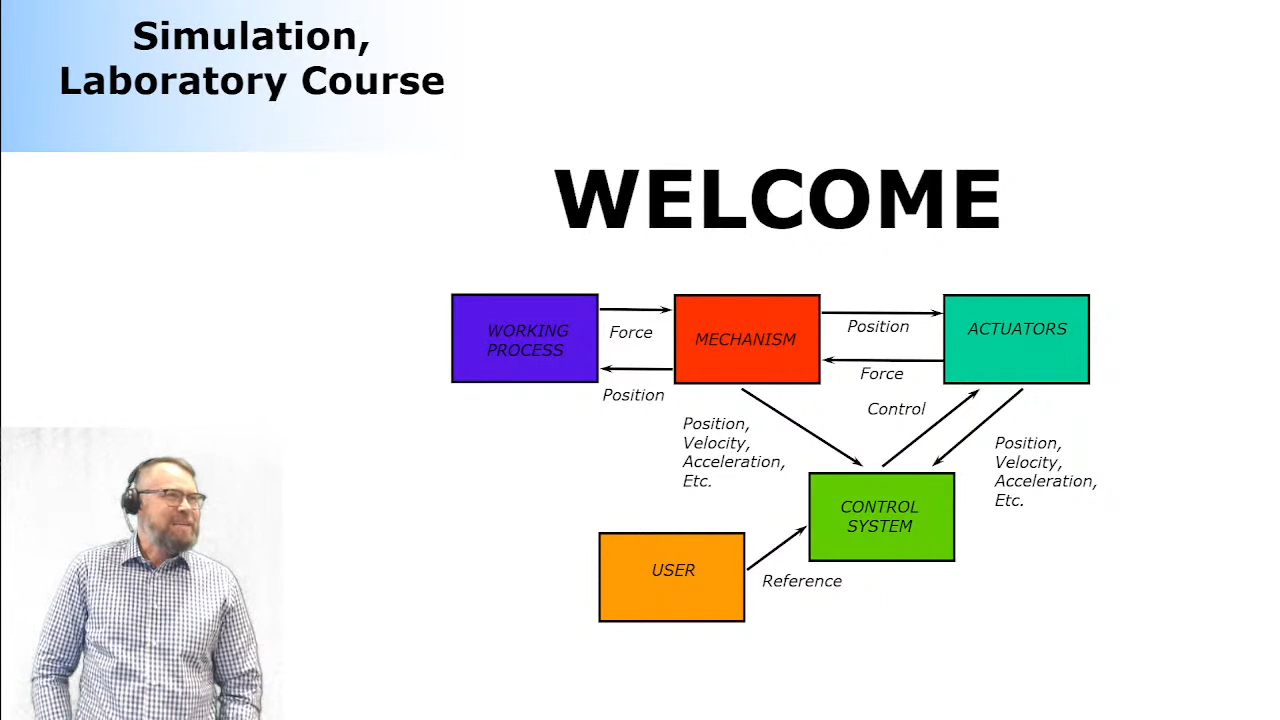 Simulation,
Laboratory Course
WELCOME
WORKING
PROCESS
Force
Position
MECHANISM
Position
Force
ACTUATORS
Control
Position,
Velocity,
Acceleration,
Etc.
Position,
Velocity,
Acceleration,
Etc.
CONTROL
SYSTEM
USER
Reference